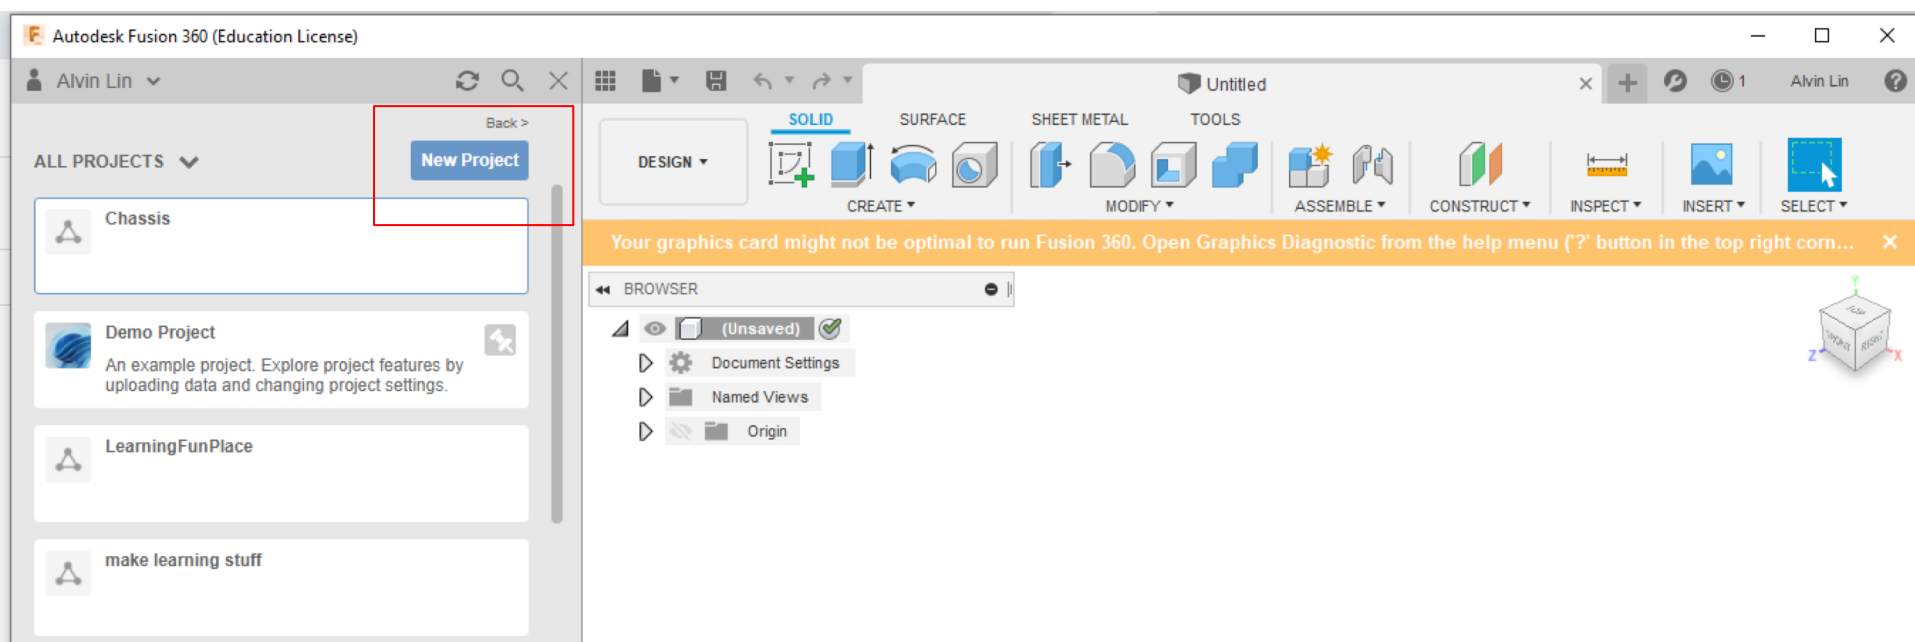 Autodesk Fusion 360 (Education License)
Alvin Lin
Untitled
1
Alvin Lin
Back >
ALL PROJECTS
New Project
Chassis
Demo Project
An example project. Explore project features by
uploading data and changing project settings.
LearningFunPlace
make learning stuff
SOLID SURFACE SHEET METAL TOOLS
DESIGN
CREATE MODIFY ASSEMBLE CONSTRUCT INSPECT INSERT SELECT
Your graphics card might not be optimal to run Fusion 360. Open Graphics Diagnostic from the help menu ('?' button in the top right corn...
BROWSER
(Unsaved)
Document Settings
Named Views
Origin
Y
TOP
FRONT RIGHT
Z X